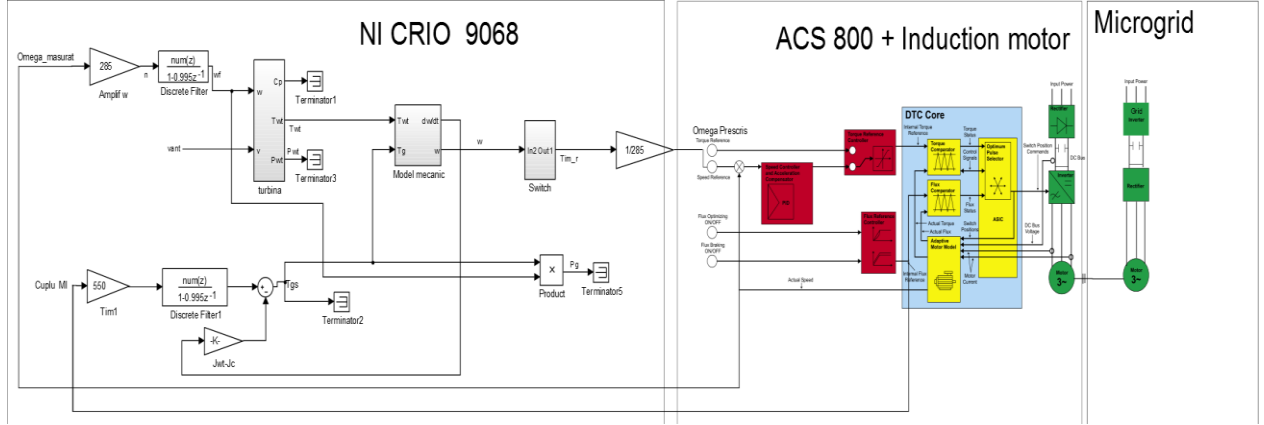 NI CRIO 9068
Omega_masurat
285
Amplif w
n
num(z)
1-0.995z⁻¹
Discrete Filter
wf
w
Cp
Terminator1
Twt
Twt
vant
v
Pwt
Pwt
Terminator3
turbina
Twt
dw/dt
Tg
w
Model mecanic
w
In2 Out1
Switch
Tim_r
1/285
Cuplu MI
550
Tim1
num(z)
1-0.995z⁻¹
Discrete Filter1
Tgs
Terminator2
-K-
Jwt-Jc
×
Product
Pg
Terminator5
ACS 800 + Induction motor
Omega Prescris
Torque Reference
Speed Reference
Speed Controller
and Acceleration
Compensator
PID
Torque Reference
Controller
Flux Optimizing
ON/OFF
Flux Braking
ON/OFF
Flux Reference
Controller
Actual Speed
DTC Core
Internal Torque
Reference
Torque
Comparator
Torque
Status
Control
Signals
Optimum
Pulse
Selector
ASIC
Flux
Comparator
Flux
Status
Switch
Positions
Actual Torque
Actual Flux
Adaptive
Motor Model
Internal Flux
Reference
Motor
Current
Switch Position
Commands
DC Bus
Voltage
Input Power
Rectifier
DC Bus
Inverter
Motor
3~
Microgrid
Input Power
Grid
Inverter
Rectifier
Motor
3~